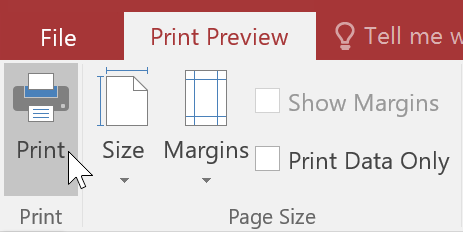 File Print Preview Tell me w
Show Margins
Print Size Margins Print Data Only
Print Page Size